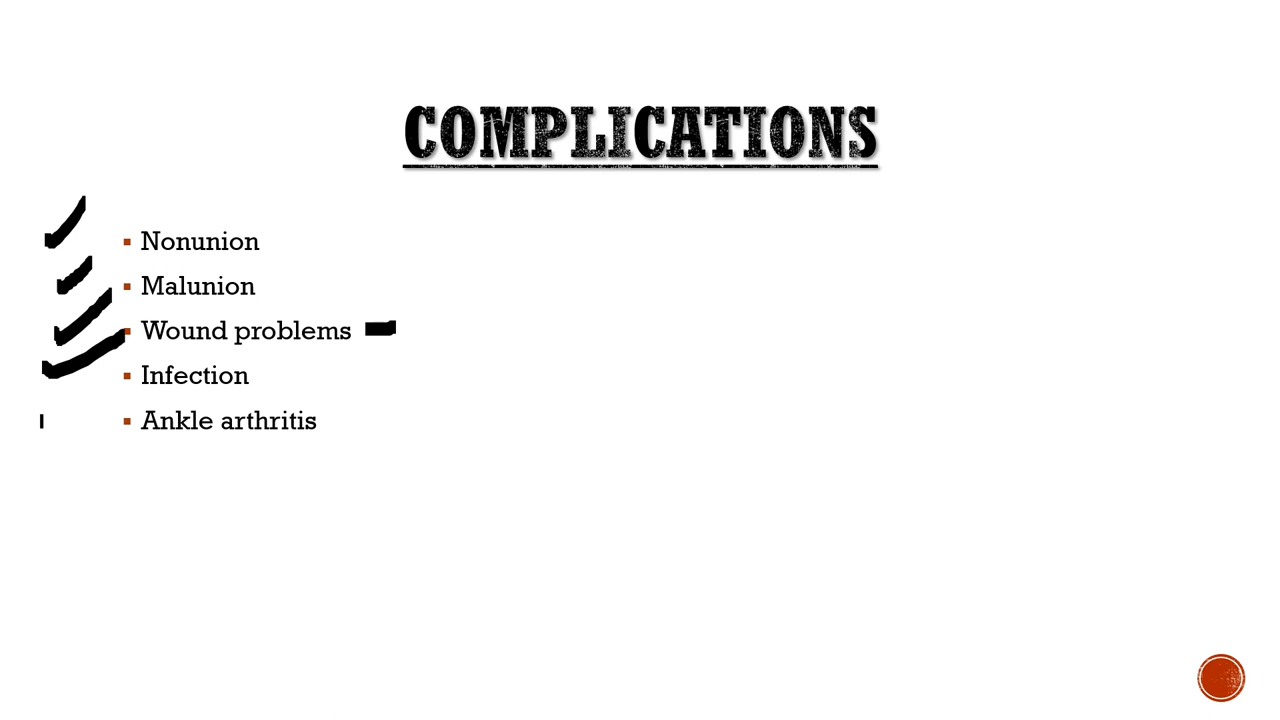 COMPLICATIONS
Nonunion
Malunion
Wound problems
Infection
Ankle arthritis